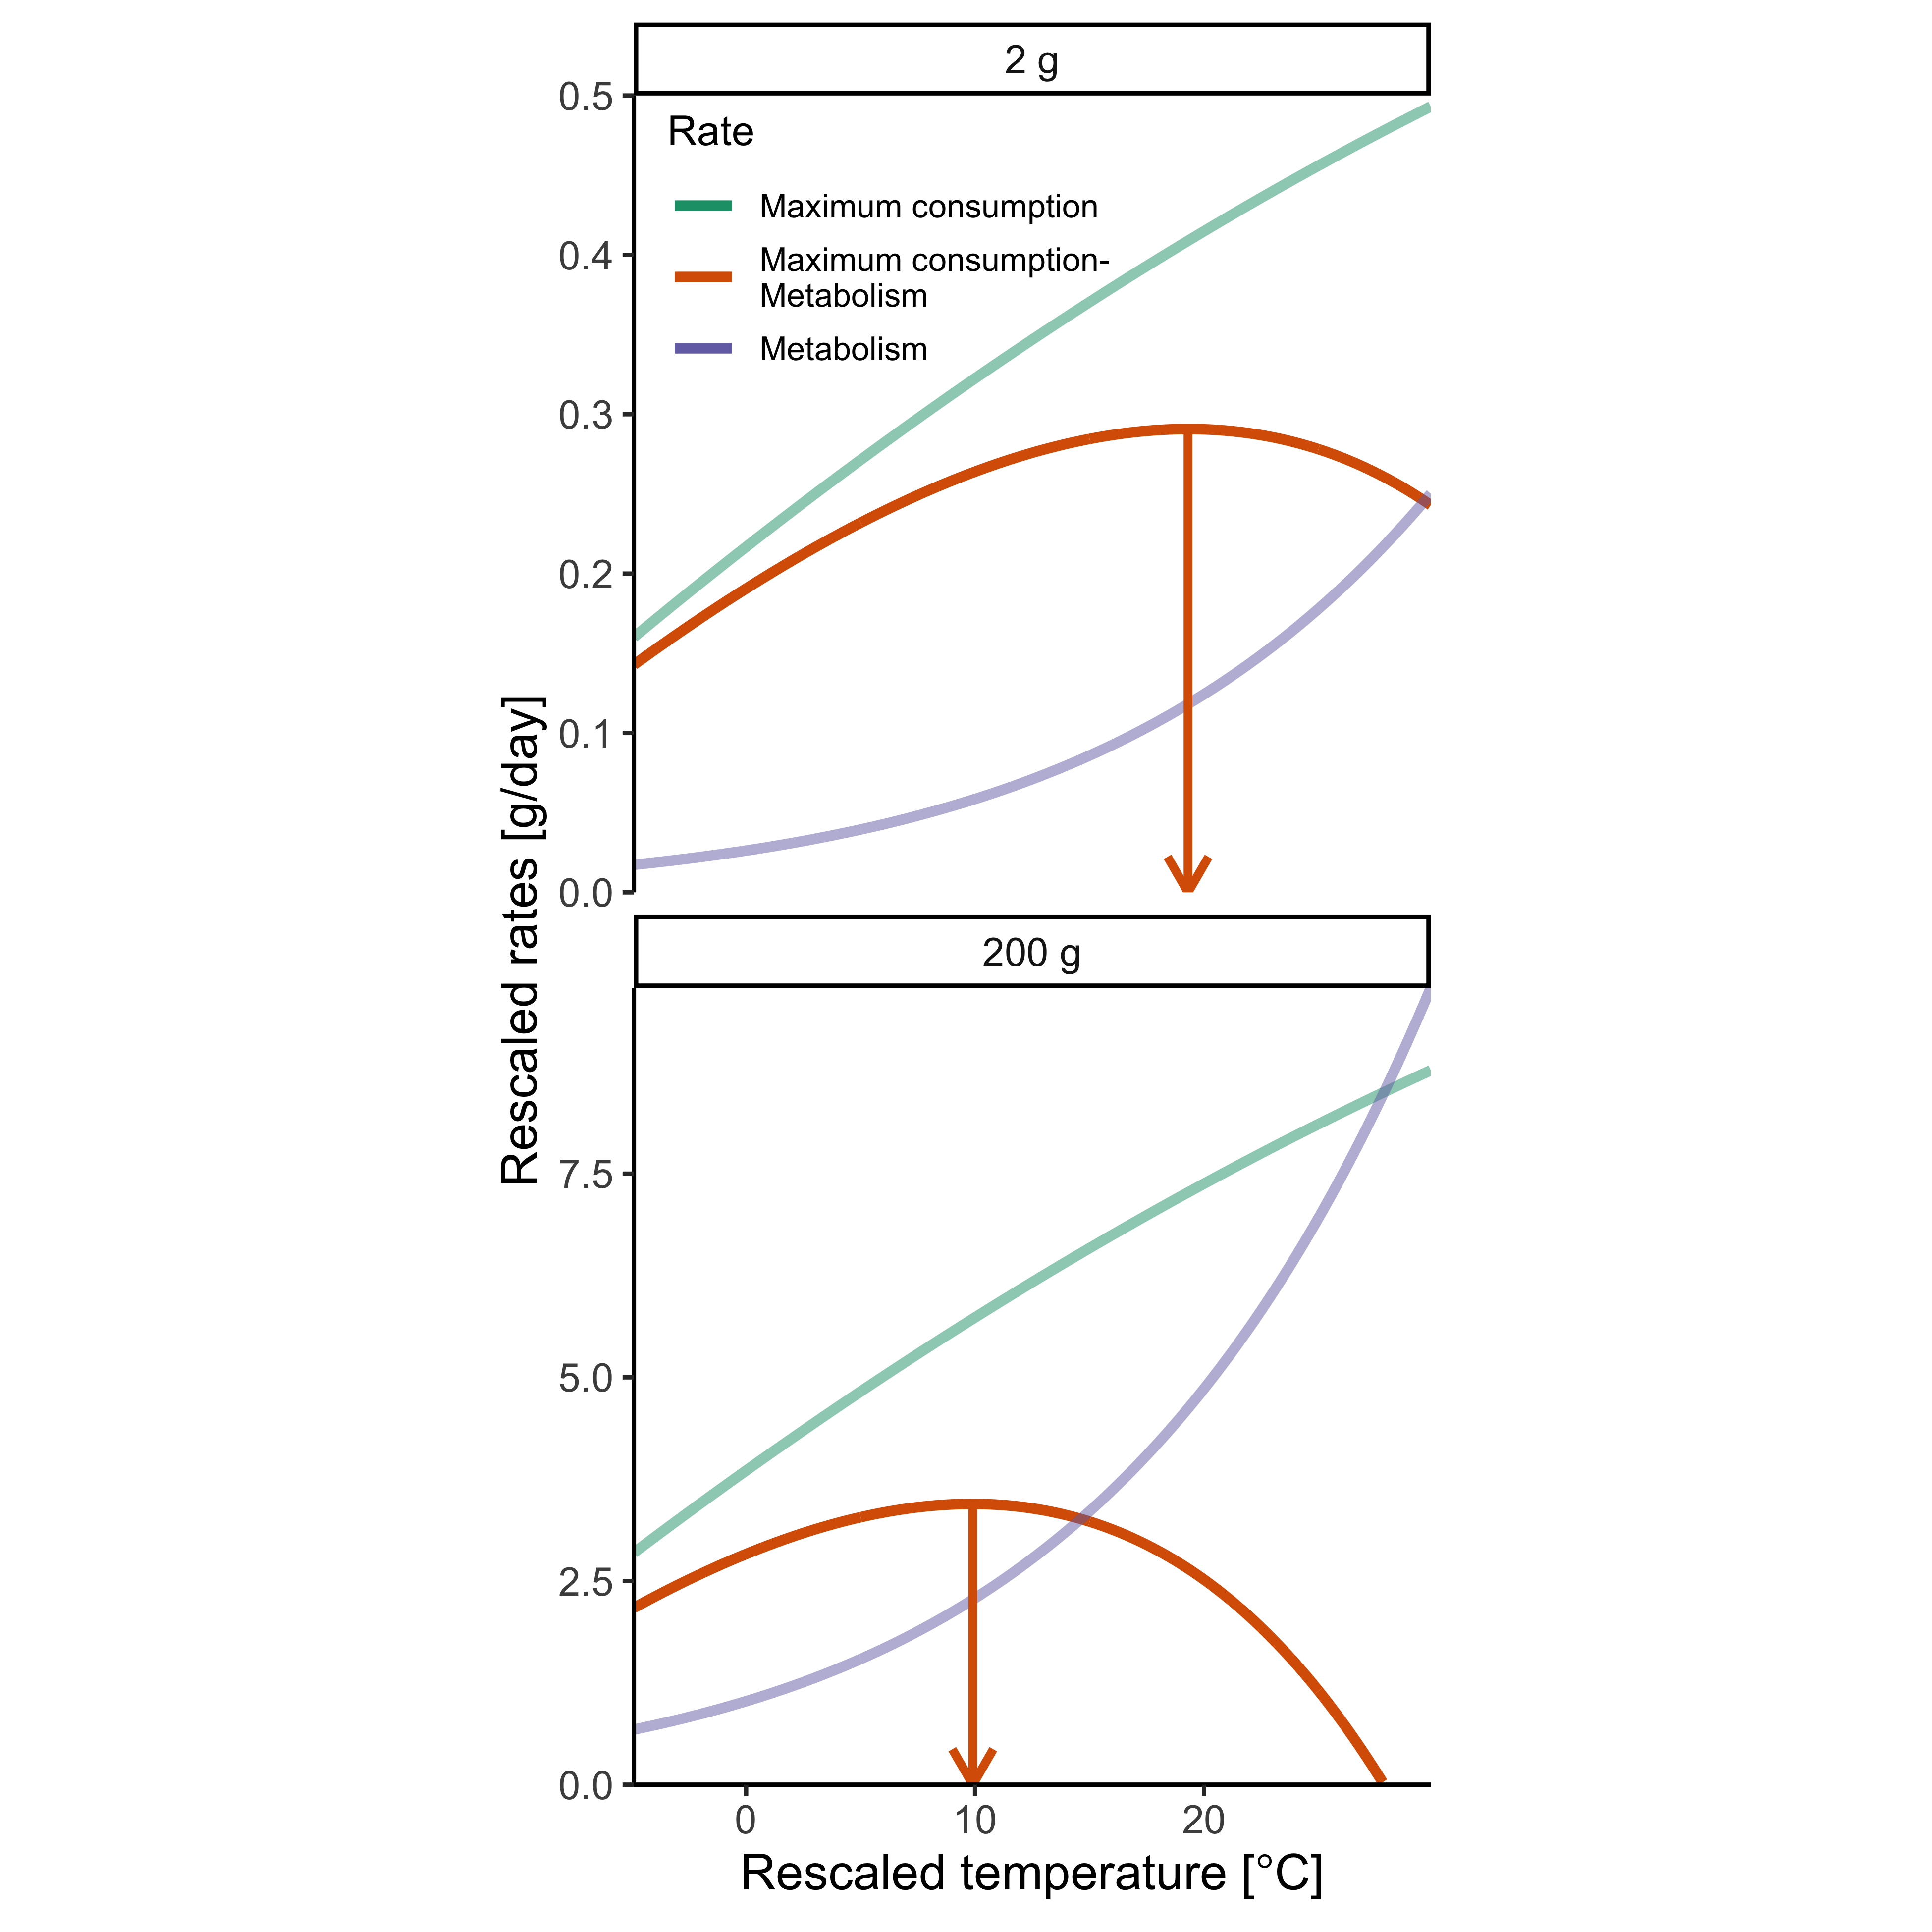 2 g
0.5
0.4
0.3
0.2
0.1
0.0
Rate
Maximum consumption
Maximum consumption-
Metabolism
Metabolism
Rescaled rates [g/day]
200 g
7.5
5.0
2.5
0.0
0 10 20
Rescaled temperature [°C]